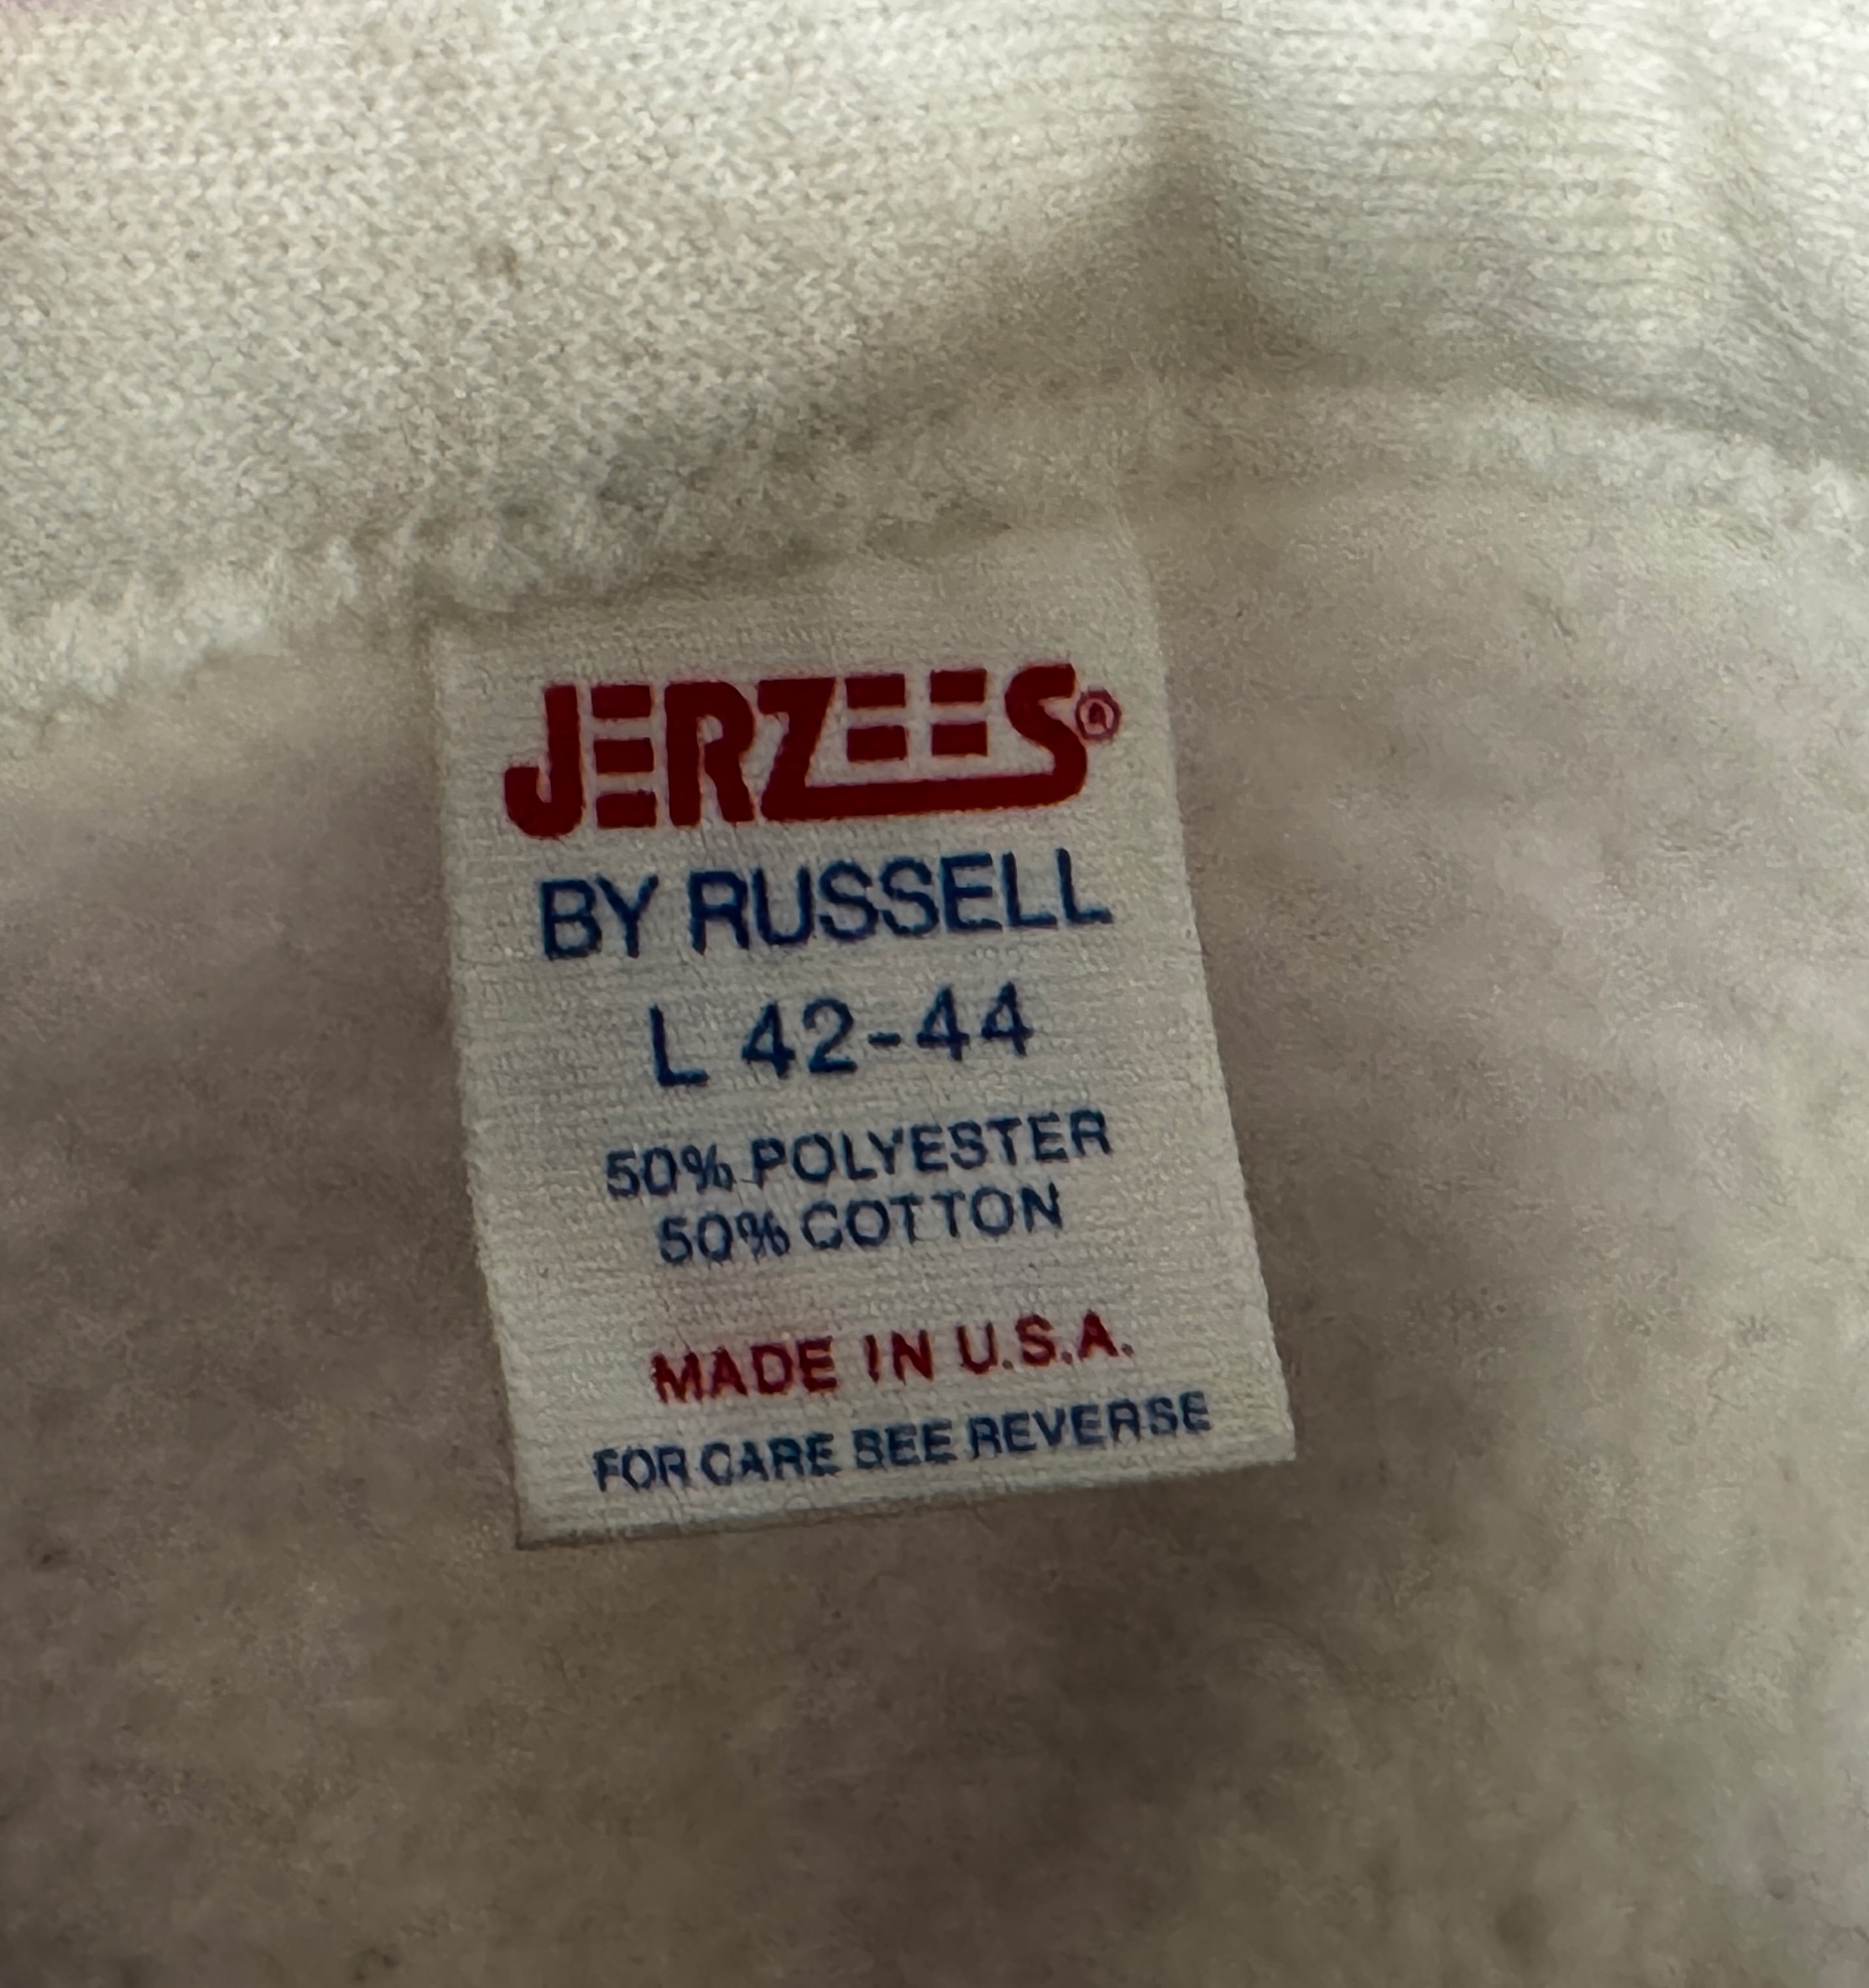 JERZEES®
BY RUSSELL
L 42-44
50% POLYESTER
50% COTTON
MADE IN U.S.A.
FOR CARE SEE REVERSE